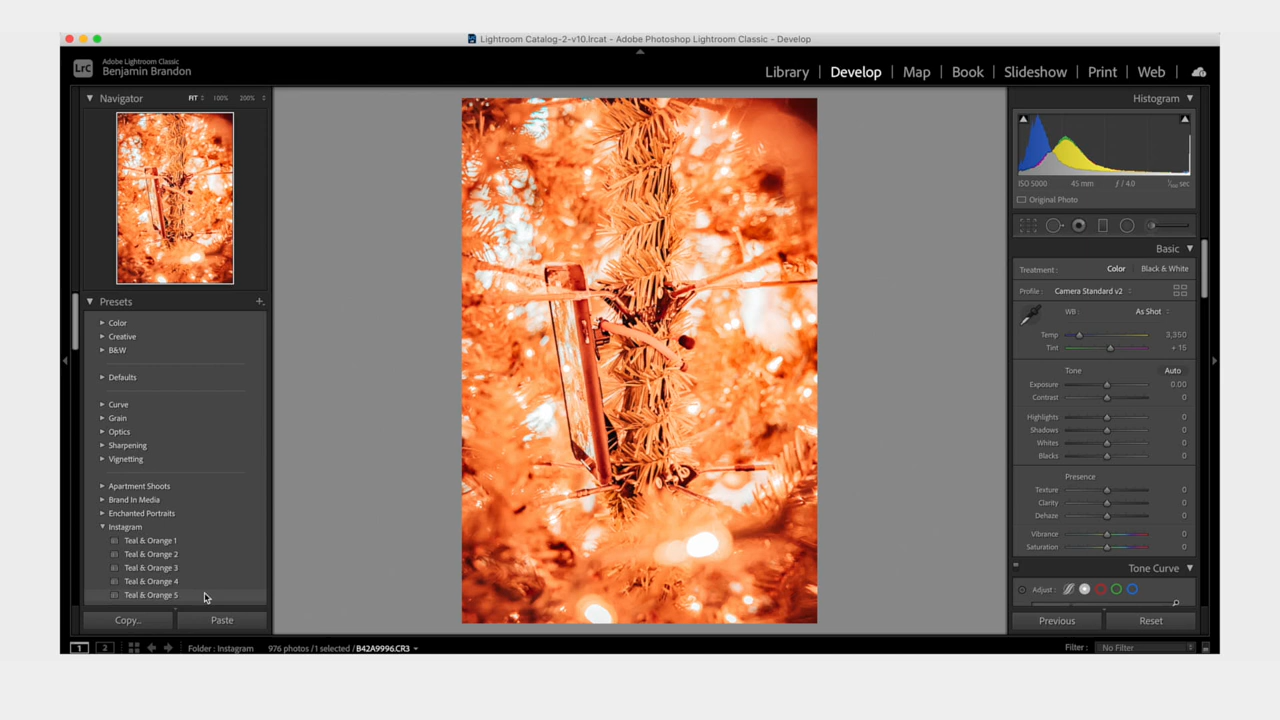 Lightroom Catalog-2-v10.lrcat - Adobe Photoshop Lightroom Classic - Develop
LrC
Adobe Lightroom Classic
Benjamin Brandon
Library | Develop | Map | Book | Slideshow | Print | Web
Navigator FIT 100% 200%
Histogram
ISO 5000 45 mm ƒ / 4.0
Original Photo
Basic
Treatment: Color Black & White
Profile: Camera Standard v2
WB: As Shot
Temp 3,350
Tint + 15
Tone Auto
Exposure 0.00
Contrast 0
Highlights 0
Shadows 0
Whites 0
Blacks 0
Presence
Texture 0
Clarity 0
Dehaze 0
Vibrance 0
Saturation 0
Tone Curve
Adjust:
Previous Reset
Presets
Color
Creative
B&W
Defaults
Curve
Grain
Optics
Sharpening
Vignetting
Apartment Shoots
Brand In Media
Enchanted Portraits
Instagram
Teal & Orange 1
Teal & Orange 2
Teal & Orange 3
Teal & Orange 4
Teal & Orange 5
Copy... Paste
1 2 Folder : Instagram 976 photos / 1 selected / B42A9996.CR3 Filter : No Filter